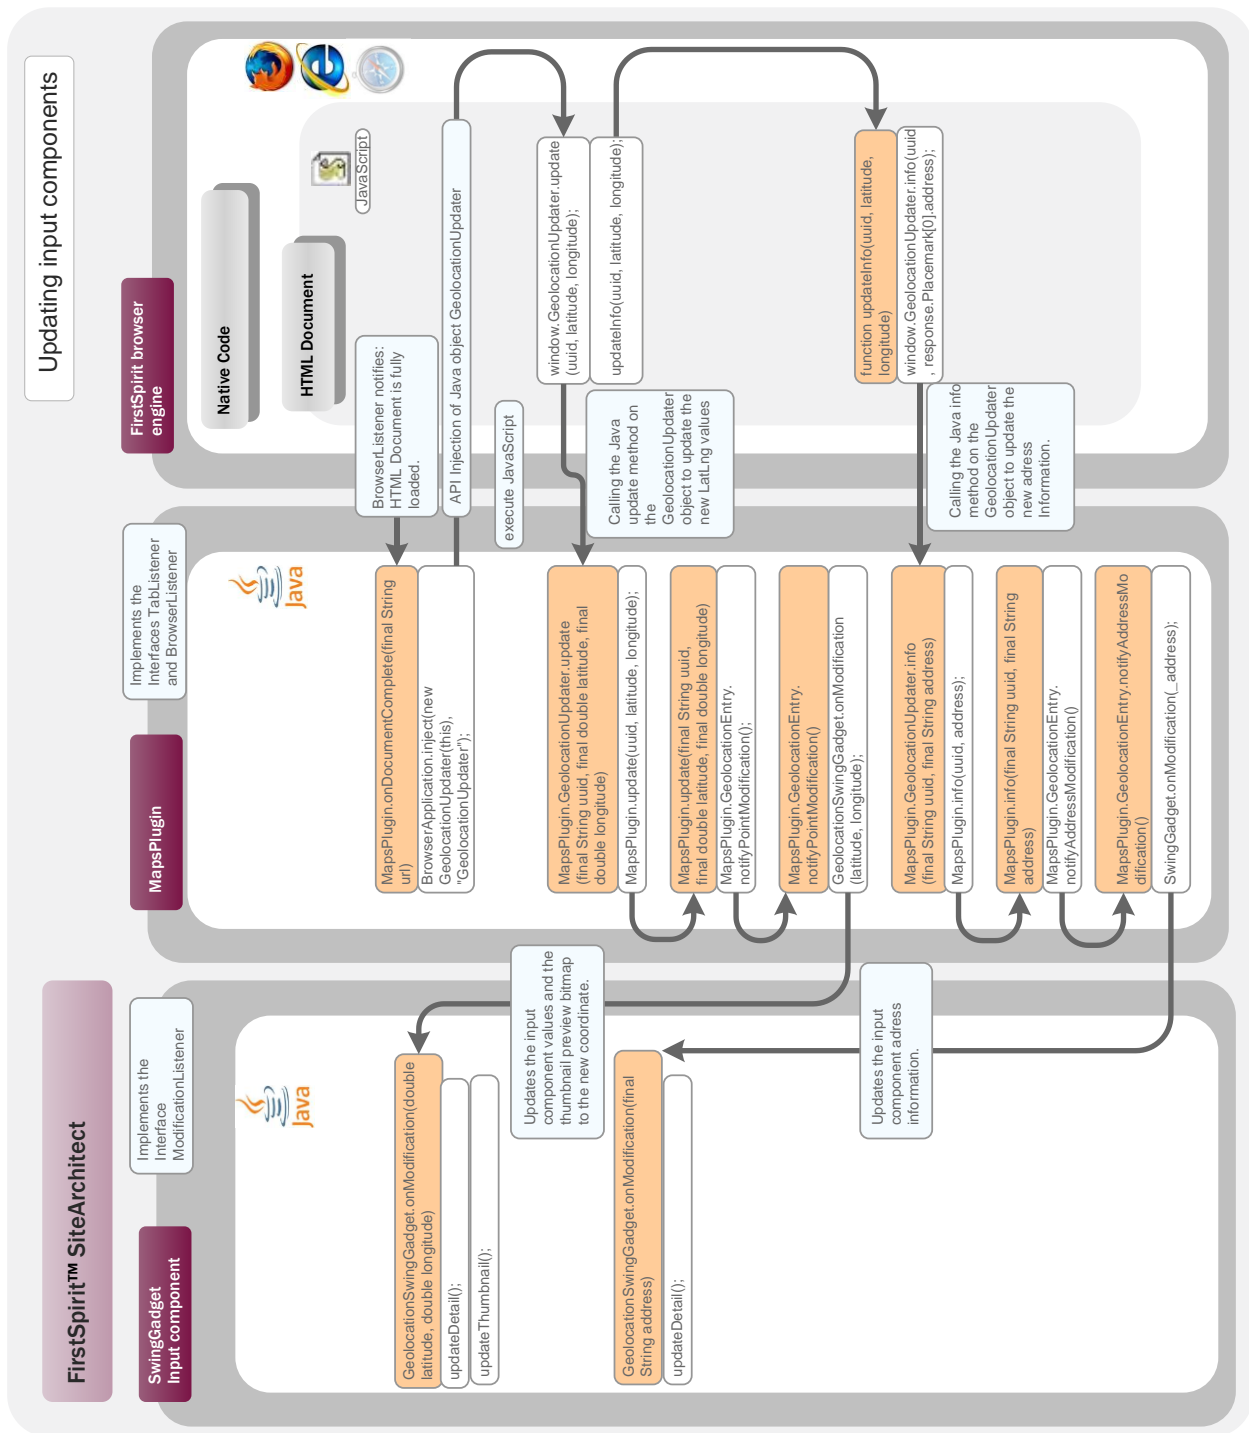 Updating input components
FirstSpirit™ SiteArchitect
SwingGadget
Input component
Implements the
Interface
ModificationListener
Java
GeolocationSwingGadget.onModification(double
latitude, double longitude)
updateDetail();
updateThumbnail();
GeolocationSwingGadget.onModification(final
String address)
updateDetail();
Updates the input
component values and the
thumbnail preview bitmap
to the new coordinate.
Updates the input
component adress
information.
MapsPlugin
Implements the
Interfaces TabListener
and BrowserListener
Java
MapsPlugin.onDocumentComplete(final String
url)
BrowserApplication.inject(new
GeolocationUpdater(this),
"GeolocationUpdater");
MapsPlugin.GeolocationUpdater.update
(final String uuid, final double latitude, final
double longitude)
MapsPlugin.update(uuid, latitude, longitude);
MapsPlugin.update(final String uuid,
final double latitude, final double longitude)
MapsPlugin.GeolocationEntry.
notifyPointModification();
MapsPlugin.GeolocationEntry.
notifyPointModification()
GeolocationSwingGadget.onModification
(latitude, longitude);
MapsPlugin.GeolocationUpdater.info
(final String uuid, final String address)
MapsPlugin.info(uuid, address);
MapsPlugin.info(final String uuid, final String
address)
MapsPlugin.GeolocationEntry.
notifyAddressModification()
MapsPlugin.GeolocationEntry.notifyAddressMo
dification()
SwingGadget.onModification(_address);
FirstSpirit browser
engine
Native Code
HTML Document
JavaScript
BrowserListener notifies:
HTML Document is fully
loaded.
API Injection of Java object GeolocationUpdater
execute JavaScript
window.GeolocationUpdater.update
(uuid, latitude, longitude);
updateInfo(uuid, latitude, longitude);
Calling the Java
update method on
the
GeolocationUpdater
object to update the
new LatLng values
function updateInfo(uuid, latitude,
longitude)
window.GeolocationUpdater.info(uuid
, response.Placemark[0].address);
Calling the Java info
method on the
GeolocationUpdater
object to update the
new adress
Information.